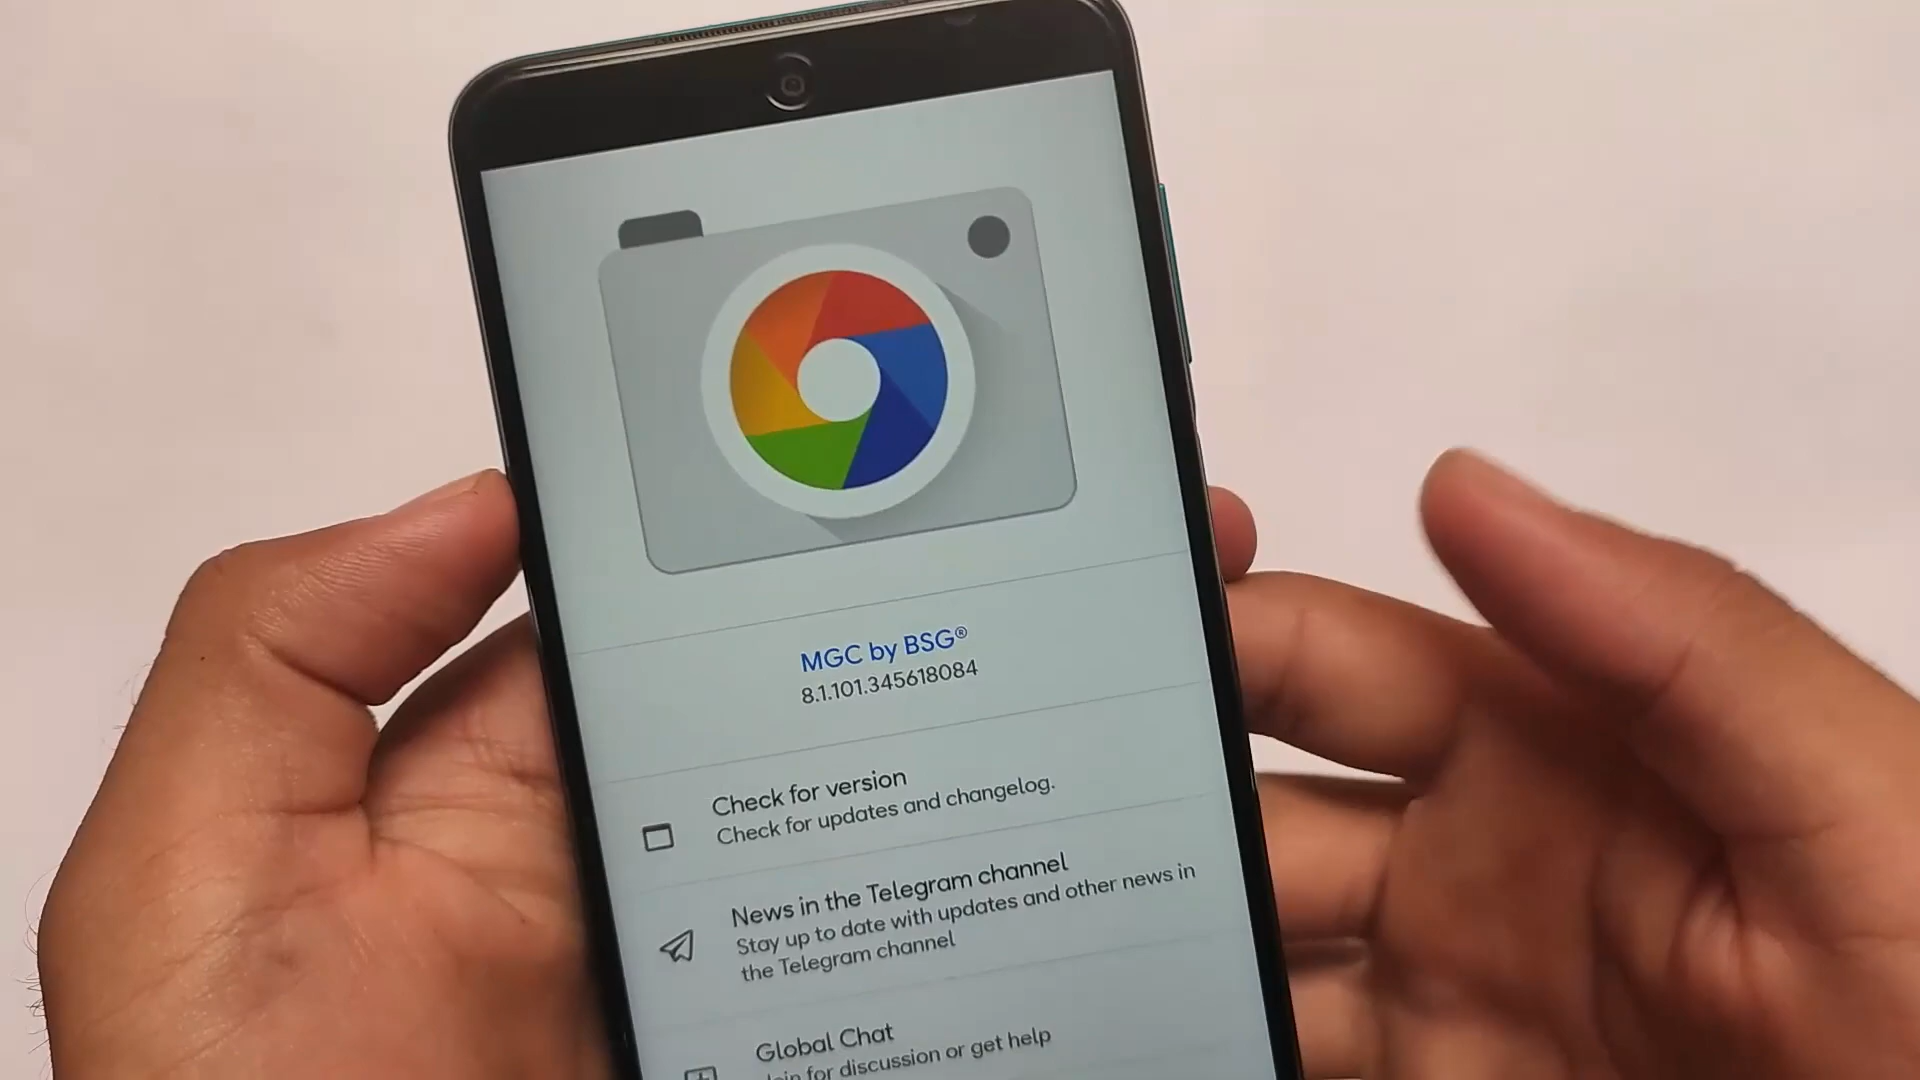 MGC by BSG®
8.1.101.345618084
Check for version
Check for updates and changelog.
News in the Telegram channel
Stay up to date with updates and other news in
the Telegram channel
Global Chat
Join for discussion or get help